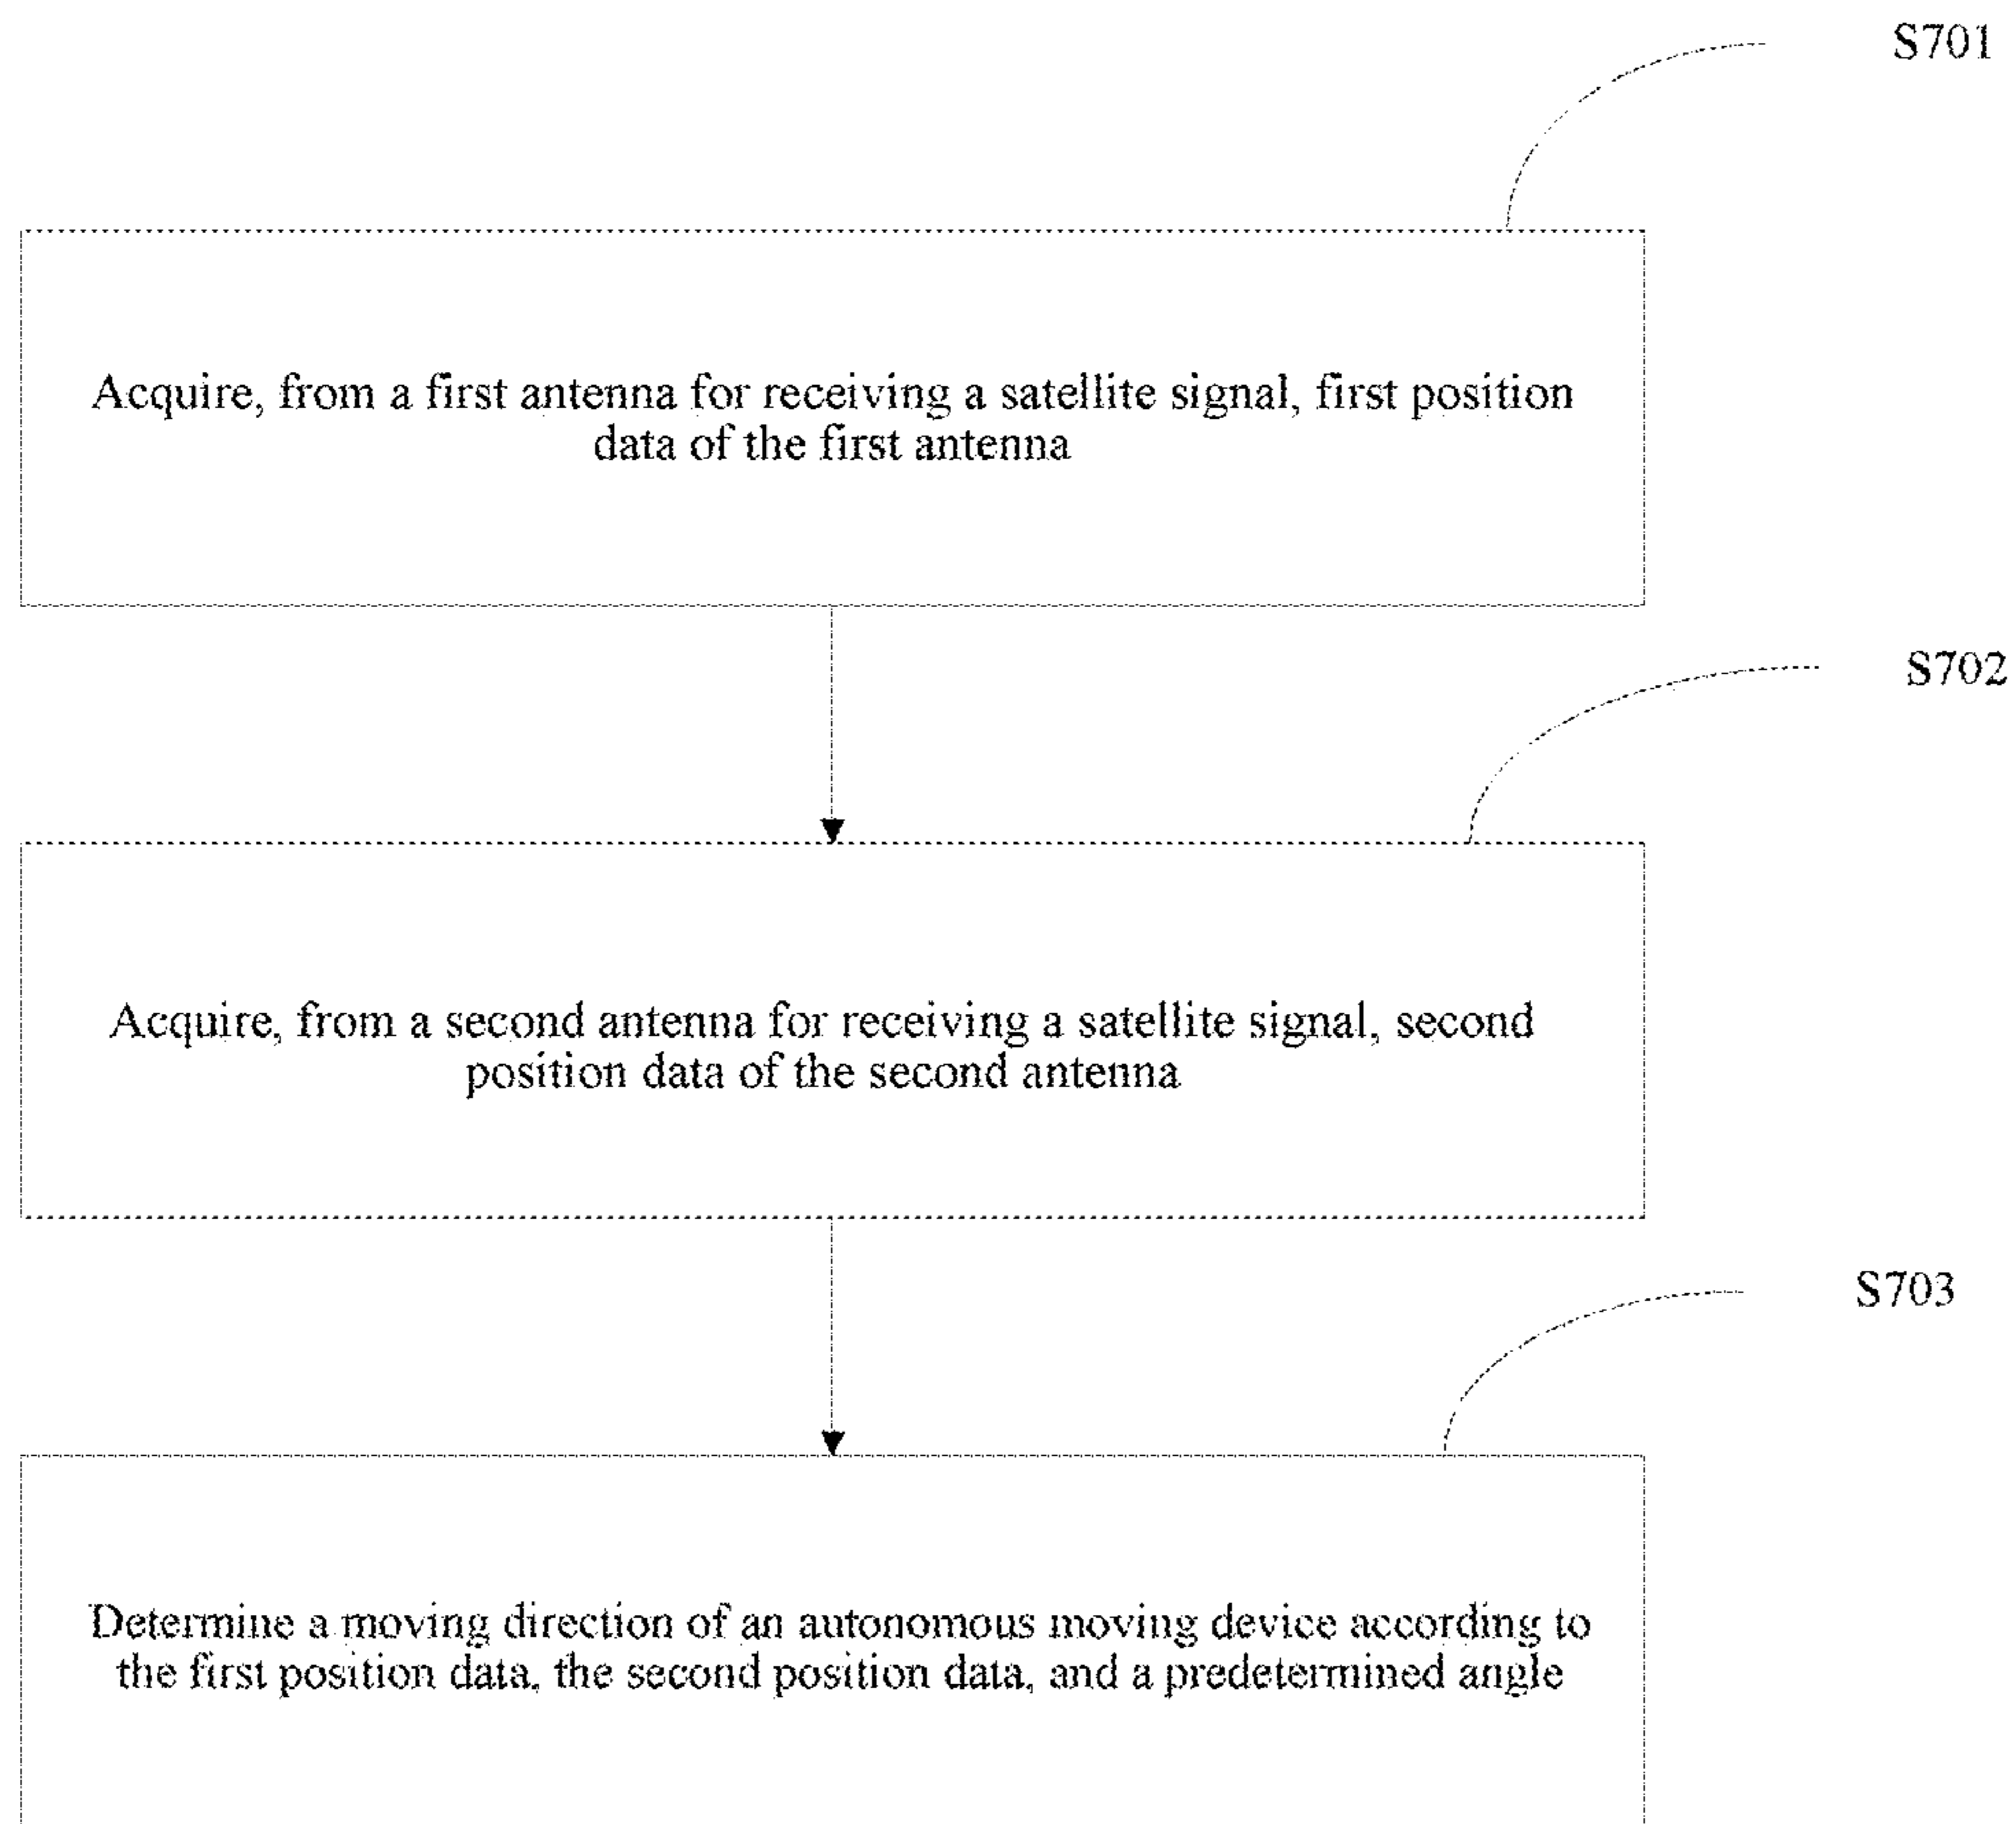 S701
Acquire, from a first antenna for receiving a satellite signal, first position
data of the first antenna
S702
Acquire, from a second antenna for receiving a satellite signal, second
position data of the second antenna
S703
Determine a moving direction of an autonomous moving device according to
the first position data, the second position data, and a predetermined angle